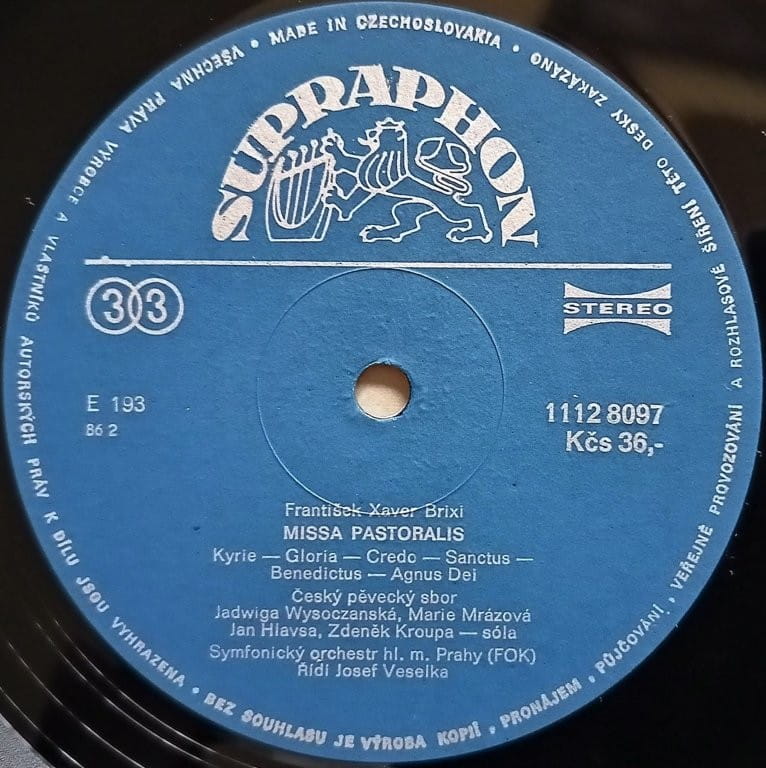 VŠECHNA PRÁVA VÝROBCE A VLASTNÍKŮ AUTORSKÝCH PRÁV K DÍLU JSOU VYHRAZENA • BEZ SOUHLASU JE VÝROBA KOPIÍ, PRONÁJEM, PŮJČOVÁNÍ, VEŘEJNÉ PROVOZOVÁNÍ A ROZHLASOVÉ ŠÍŘENÍ TÉTO DESKY ZAKÁZÁNO • MADE IN CZECHOSLOVAKIA •
SUPRAPHON
33
STEREO
E 193
86 2
1112 8097
Kčs 36,-
František Xaver Brixi
MISSA PASTORALIS
Kyrie — Gloria — Credo — Sanctus —
Benedictus — Agnus Dei
Český pěvecký sbor
Jadwiga Wysoczanská, Marie Mrázová
Jan Hlavsa, Zdeněk Kroupa — sóla
Symfonický orchestr hl. m. Prahy (FOK)
Řídí Josef Veselka